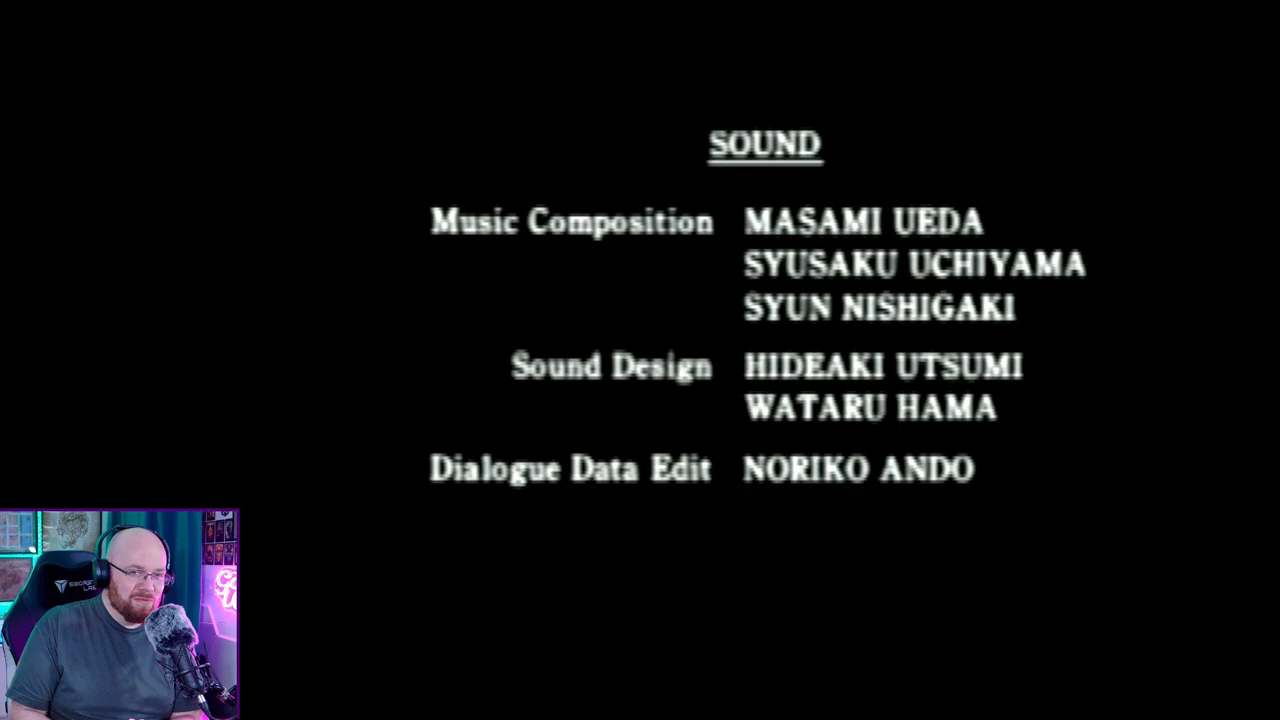 SOUND
Music Composition MASAMI UEDA
SYUSAKU UCHIYAMA
SYUN NISHIGAKI
Sound Design HIDEAKI UTSUMI
WATARU HAMA
Dialogue Data Edit NORIKO ANDO